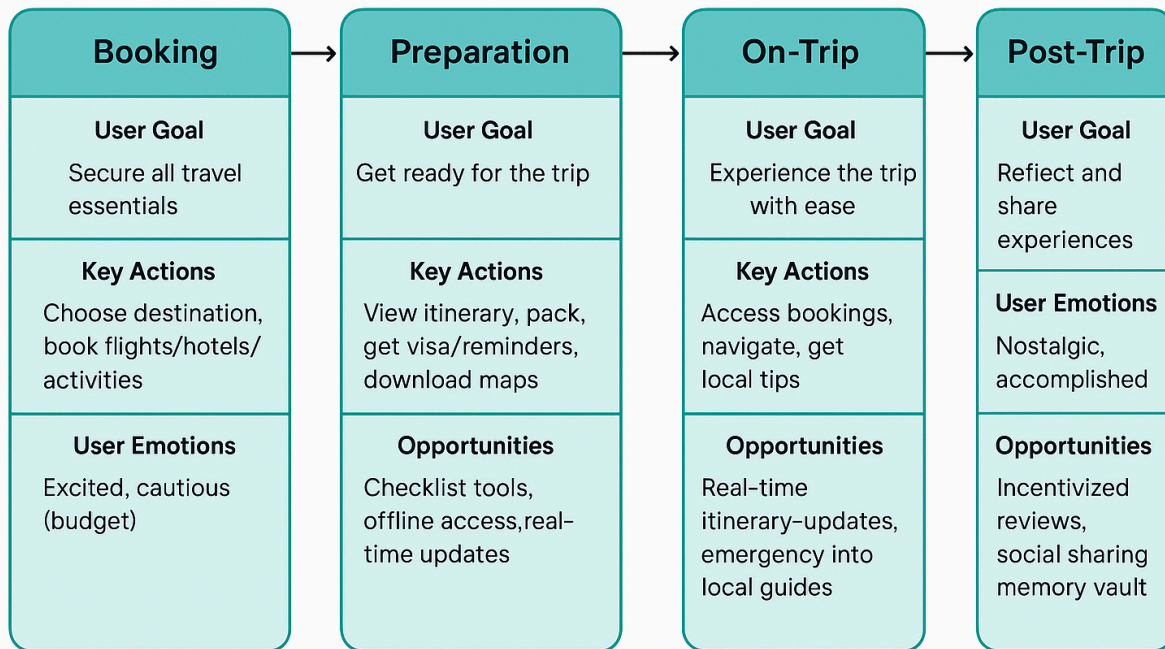 Booking
User Goal
Secure all travel
essentials
Key Actions
Choose destination,
book flights/hotels/
activities
User Emotions
Excited, cautious
(budget)
Preparation
User Goal
Get ready for the trip
Key Actions
View itinerary, pack,
get visa/reminders,
download maps
Opportunities
Checklist tools,
offline access,real-
time updates
On-Trip
User Goal
Experience the trip
with ease
Key Actions
Access bookings,
navigate, get
local tips
Opportunities
Real-time
itinerary-updates,
emergency into
local guides
Post-Trip
User Goal
Refiect and
share
experiences
User Emotions
Nostalgic,
accomplished
Opportunities
Incentivized
reviews,
social sharing
memory vault